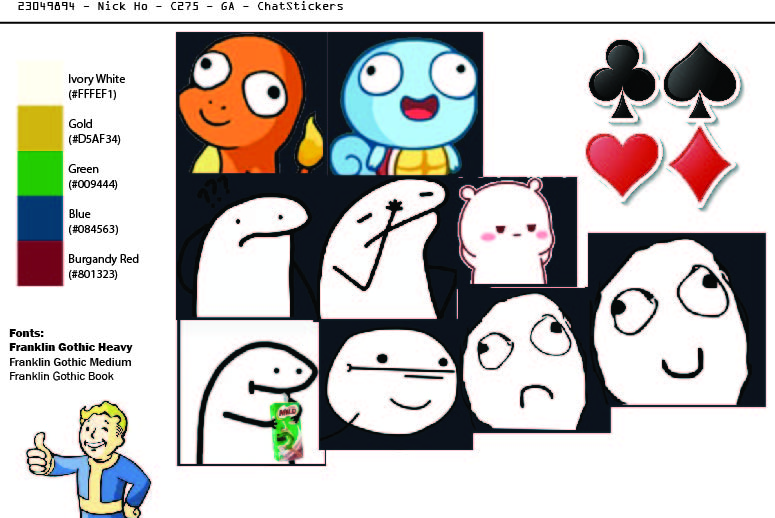 23049894 - Nick Ho - C275 - GA - ChatStickers
Ivory White
(#FFFEF1)
Gold
(#D5AF34)
Green
(#009444)
Blue
(#084563)
Burgandy Red
(#801323)
Fonts:
Franklin Gothic Heavy
Franklin Gothic Medium
Franklin Gothic Book
???
MILO